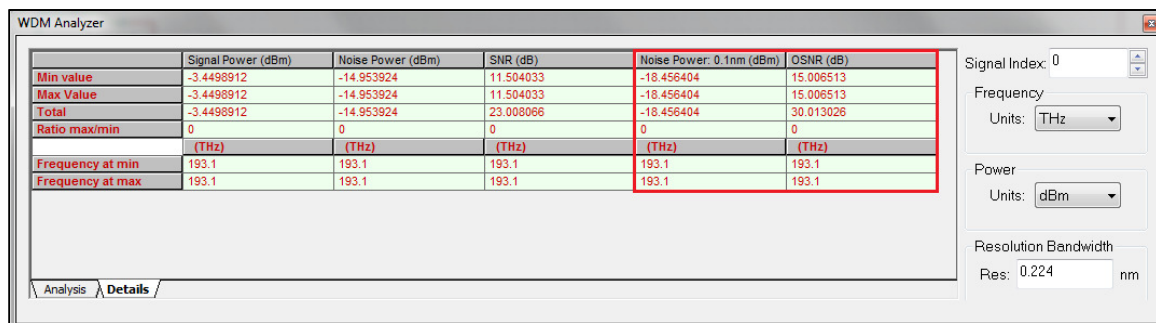 WDM Analyzer
Signal Power (dBm) Noise Power (dBm) SNR (dB) Noise Power: 0.1nm (dBm) OSNR (dB)
Min value -3.4498912 -14.953924 11.504033 -18.456404 15.006513
Max Value -3.4498912 -14.953924 11.504033 -18.456404 15.006513
Total -3.4498912 -14.953924 23.008066 -18.456404 30.013026
Ratio max/min 0 0 0 0 0
(THz) (THz) (THz) (THz) (THz)
Frequency at min 193.1 193.1 193.1 193.1 193.1
Frequency at max 193.1 193.1 193.1 193.1 193.1
Analysis Details
Signal Index: 0
Frequency
Units: THz
Power
Units: dBm
Resolution Bandwidth
Res: 0.224 nm